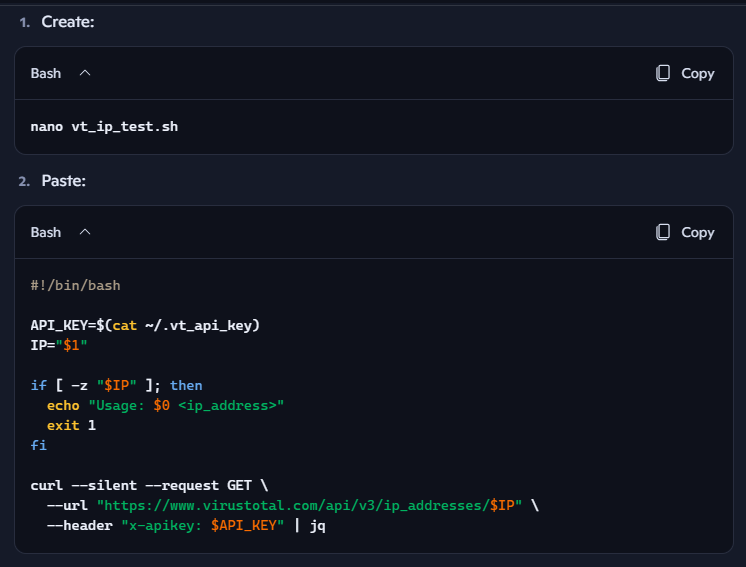 1. Create:
Bash
Copy
nano vt_ip_test.sh
2. Paste:
Bash
Copy
#!/bin/bash
API_KEY=$(cat ~/.vt_api_key)
IP="$1"
if [ -z "$IP" ]; then
  echo "Usage: $0 <ip_address>"
  exit 1
fi
curl --silent --request GET \
  --url "https://www.virustotal.com/api/v3/ip_addresses/$IP" \
  --header "x-apikey: $API_KEY" | jq